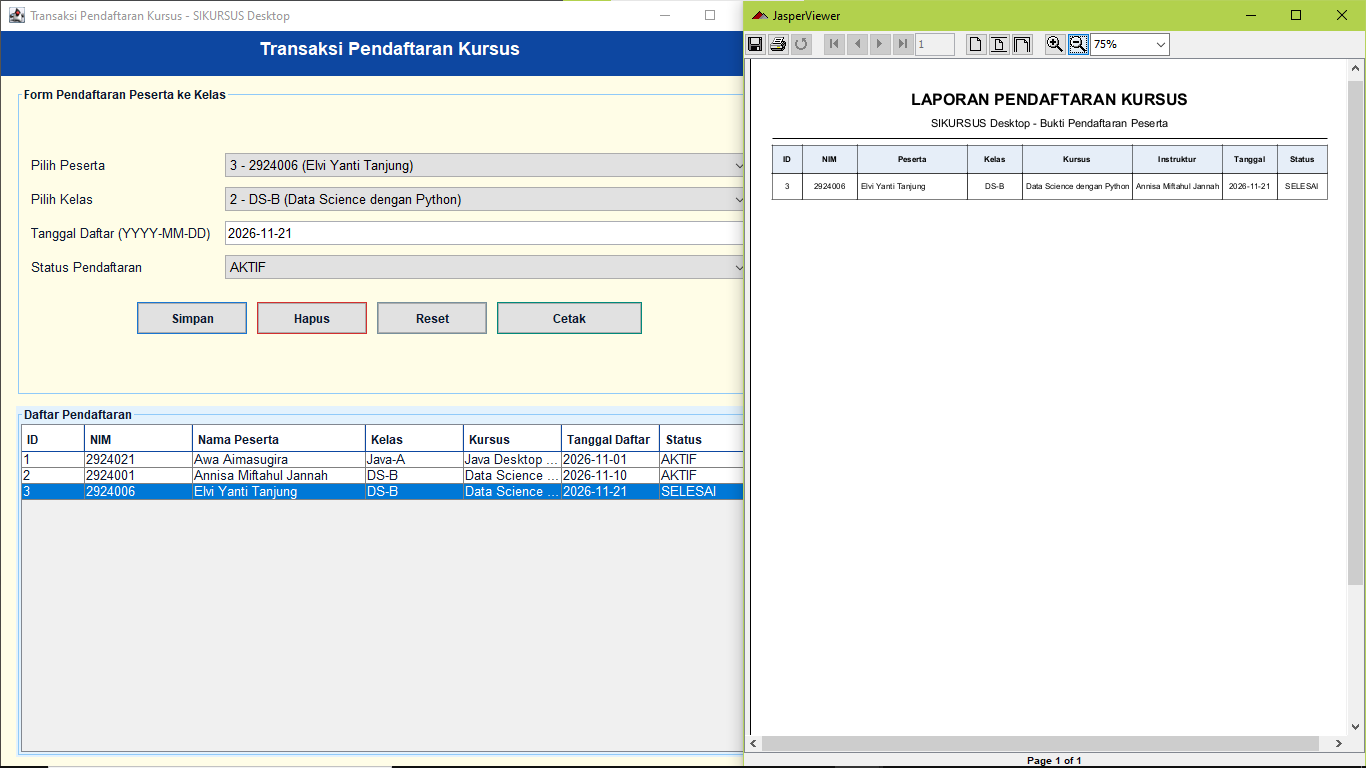 Transaksi Pendaftaran Kursus - SIKURSUS Desktop
Transaksi Pendaftaran Kursus
Form Pendaftaran Peserta ke Kelas
Pilih Peserta
3 - 2924006 (Elvi Yanti Tanjung)
Pilih Kelas
2 - DS-B (Data Science dengan Python)
Tanggal Daftar (YYYY-MM-DD)
2026-11-21
Status Pendaftaran
AKTIF
Simpan Hapus Reset Cetak
Daftar Pendaftaran
ID NIM Nama Peserta Kelas Kursus Tanggal Daftar Status
1 2924021 Awa Aimasugira Java-A Java Desktop ... 2026-11-01 AKTIF
2 2924001 Annisa Miftahul Jannah DS-B Data Science ... 2026-11-10 AKTIF
3 2924006 Elvi Yanti Tanjung DS-B Data Science ... 2026-11-21 SELESAI
JasperViewer
1
75%
LAPORAN PENDAFTARAN KURSUS
SIKURSUS Desktop - Bukti Pendaftaran Peserta
ID NIM Peserta Kelas Kursus Instruktur Tanggal Status
3 2924006 Elvi Yanti Tanjung DS-B Data Science dengan Python Annisa Miftahul Jannah 2026-11-21 SELESAI
Page 1 of 1